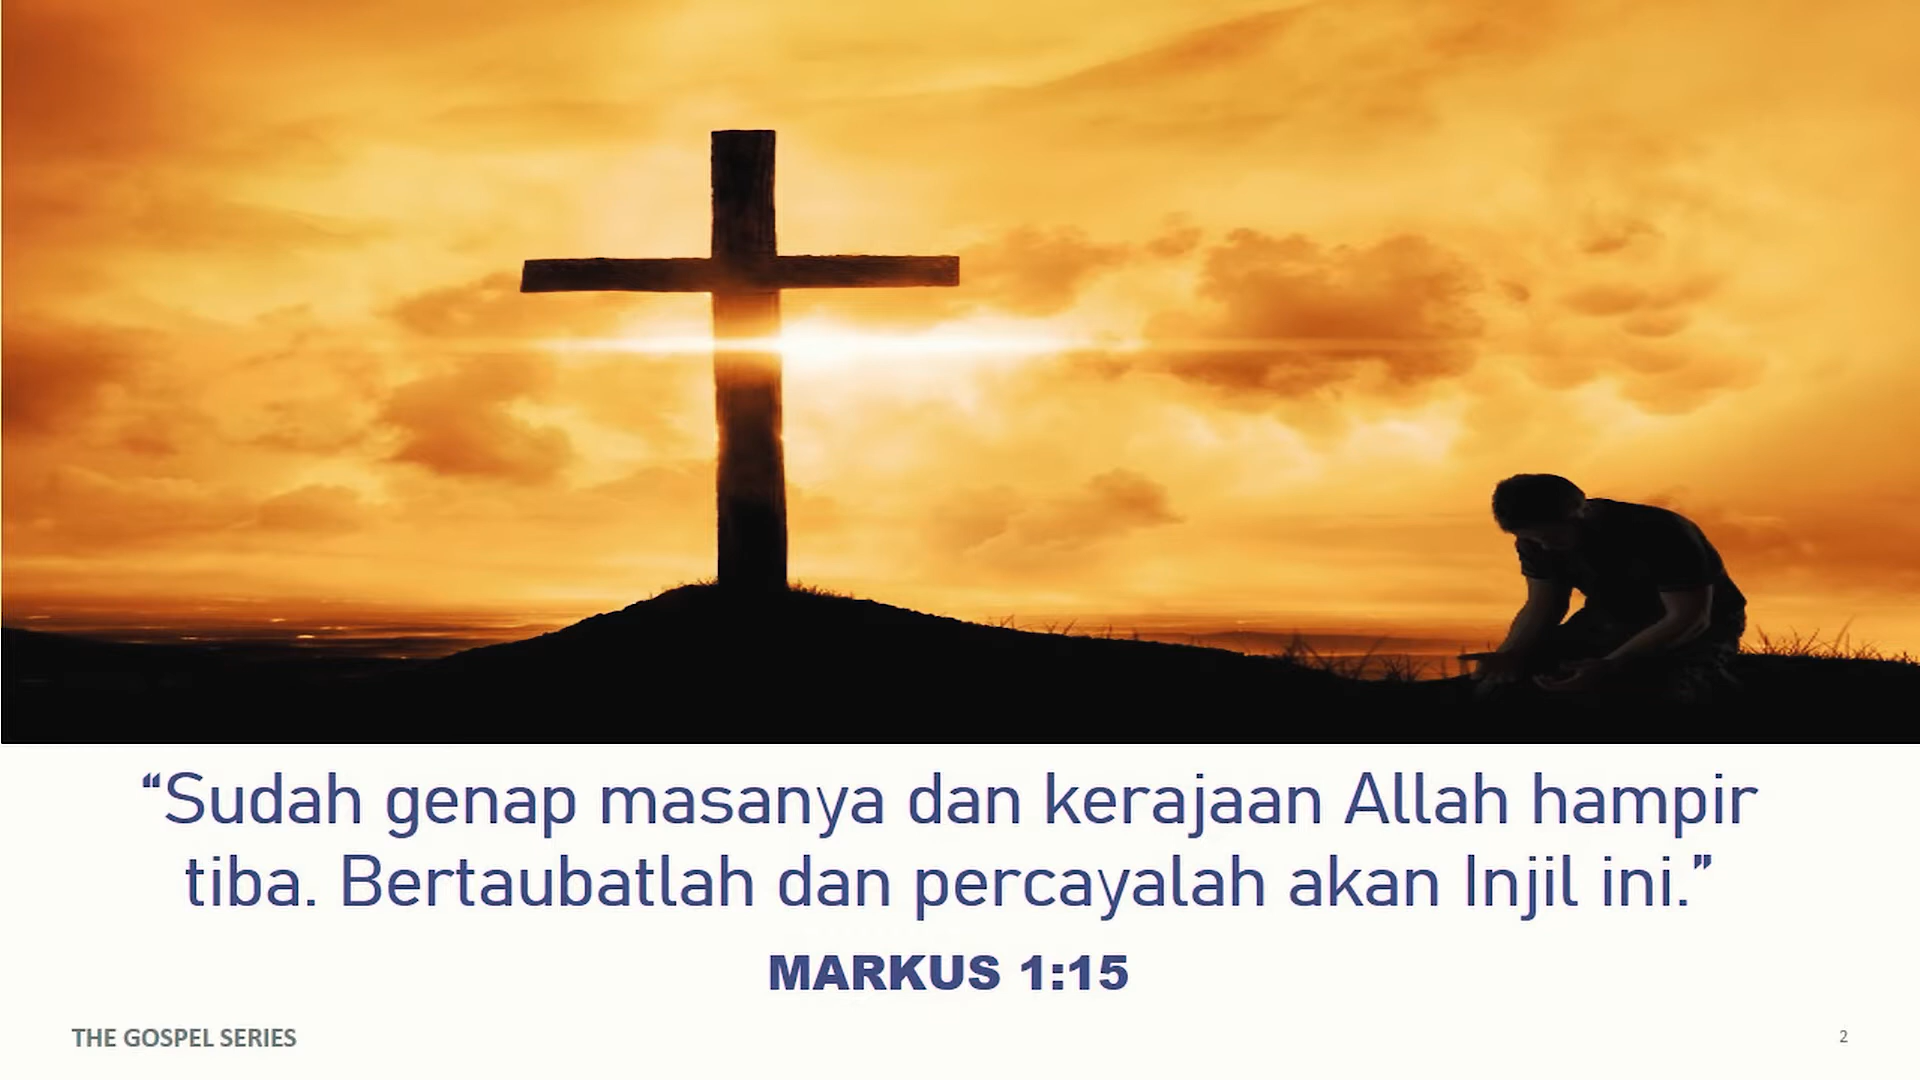 “Sudah genap masanya dan kerajaan Allah hampir
tiba. Bertaubatlah dan percayalah akan Injil ini.”
MARKUS 1:15
THE GOSPEL SERIES
2